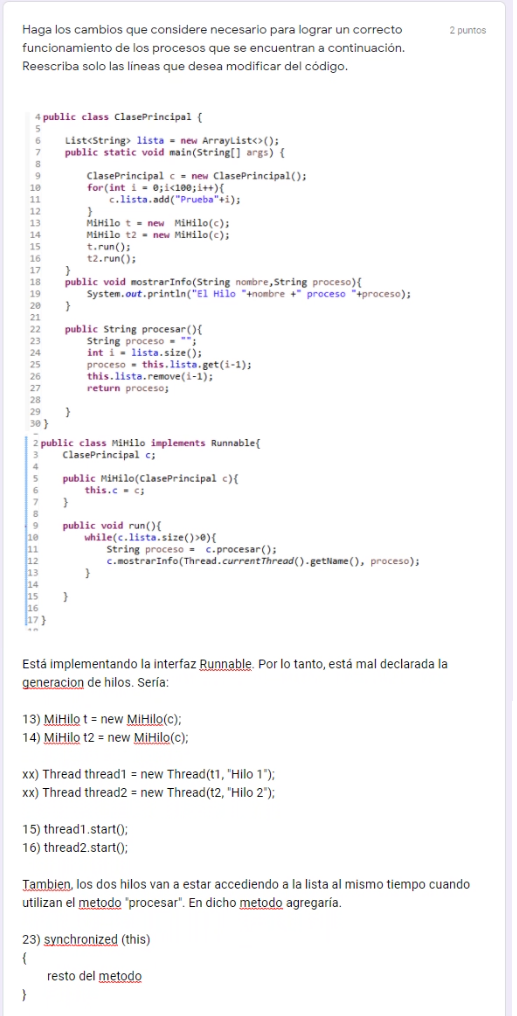 Haga los cambios que considere necesario para lograr un correcto
2 puntos
funcionamiento de los procesos que se encuentran a continuación.
Reescriba solo las líneas que desea modificar del código.
4 public class ClasePrincipal {
5
6 List<String> lista = new ArrayList<>();
7 public static void main(String[] args) {
8
9 ClasePrincipal c = new ClasePrincipal();
10 for(int i = 0;i<100;i++){
11 c.lista.add("Prueba"+i);
12 }
13 MiHilo t = new MiHilo(c);
14 MiHilo t2 = new MiHilo(c);
15 t.run();
16 t2.run();
17 }
18 public void mostrarInfo(String nombre,String proceso){
19 System.out.println("El Hilo "+nombre +" proceso "+proceso);
20 }
21
22 public String procesar(){
23 String proceso = "";
24 int i = lista.size();
25 proceso = this.lista.get(i-1);
26 this.lista.remove(i-1);
27 return proceso;
28
29 }
30 }
2 public class MiHilo implements Runnable{
3 ClasePrincipal c;
4
5 public MiHilo(ClasePrincipal c){
6 this.c = c;
7 }
8
9 public void run(){
10 while(c.lista.size()>0){
11 String proceso = c.procesar();
12 c.mostrarInfo(Thread.currentThread().getName(), proceso);
13 }
14
15 }
16
17 }
Está implementando la interfaz Runnable. Por lo tanto, está mal declarada la
generacion de hilos. Sería:
13) MiHilo t = new MiHilo(c);
14) MiHilo t2 = new MiHilo(c);
xx) Thread thread1 = new Thread(t1, "Hilo 1");
xx) Thread thread2 = new Thread(t2, "Hilo 2");
15) thread1.start();
16) thread2.start();
Tambien, los dos hilos van a estar accediendo a la lista al mismo tiempo cuando
utilizan el metodo "procesar". En dicho metodo agregaría.
23) synchronized (this)
{
resto del metodo
}